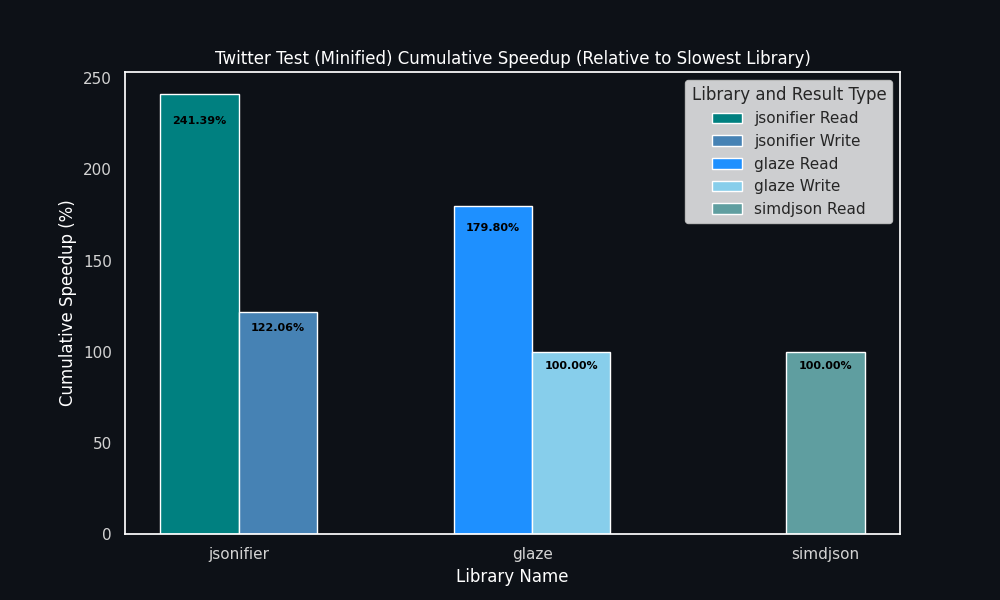 Twitter Test (Minified) Cumulative Speedup (Relative to Slowest Library)
Cumulative Speedup (%)
250
200
150
100
50
0
241.39%
122.06%
179.80%
100.00%
100.00%
Library and Result Type
jsonifier Read
jsonifier Write
glaze Read
glaze Write
simdjson Read
jsonifier
glaze
simdjson
Library Name